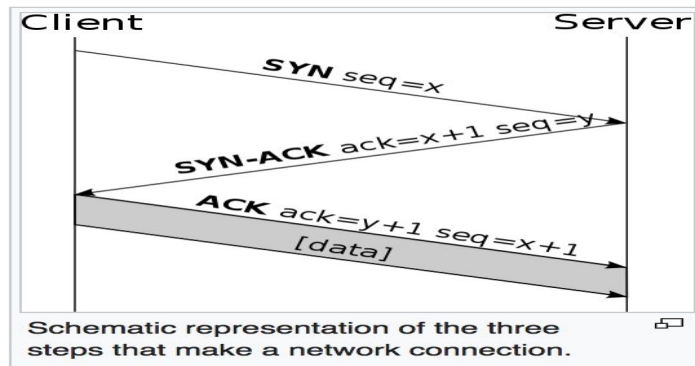 Client
Server
SYN seq=x
SYN-ACK ack=x+1 seq=y
ACK ack=y+1 seq=x+1
[data]
Schematic representation of the three
steps that make a network connection.